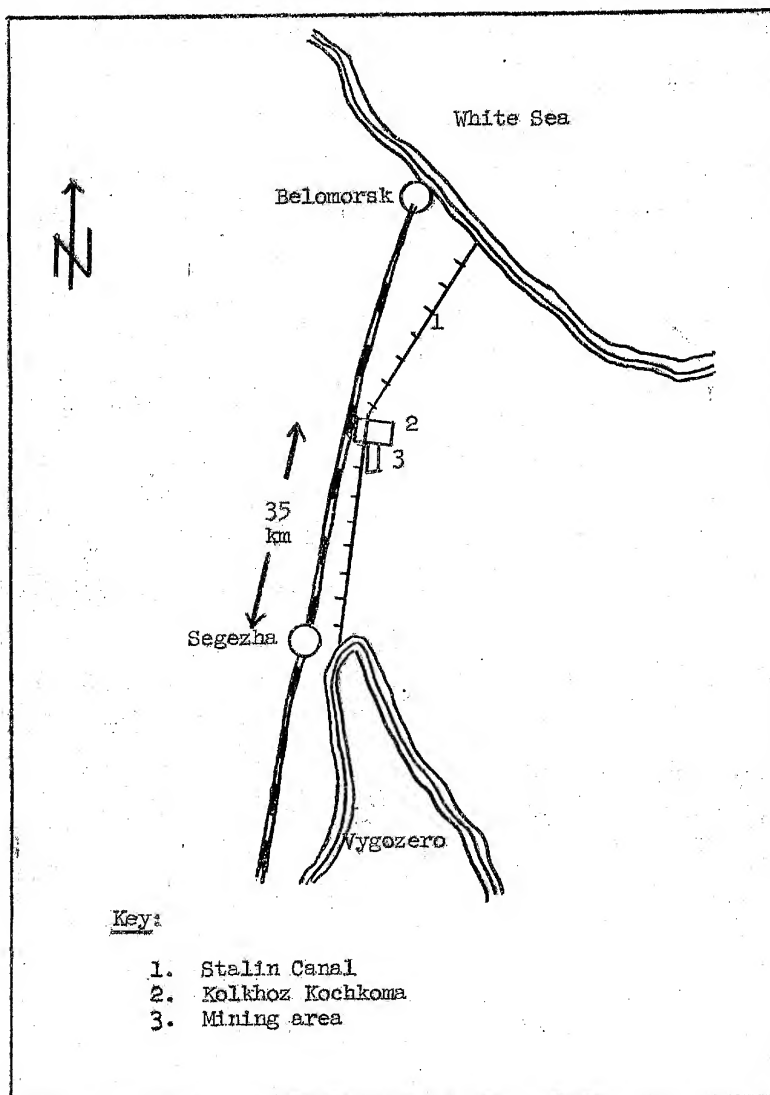 White Sea
Belomorsk
N
1
2
3
35
km
Segezha
Vygozero
Key:
1. Stalin Canal
2. Kolkhoz Kochkoma
3. Mining area